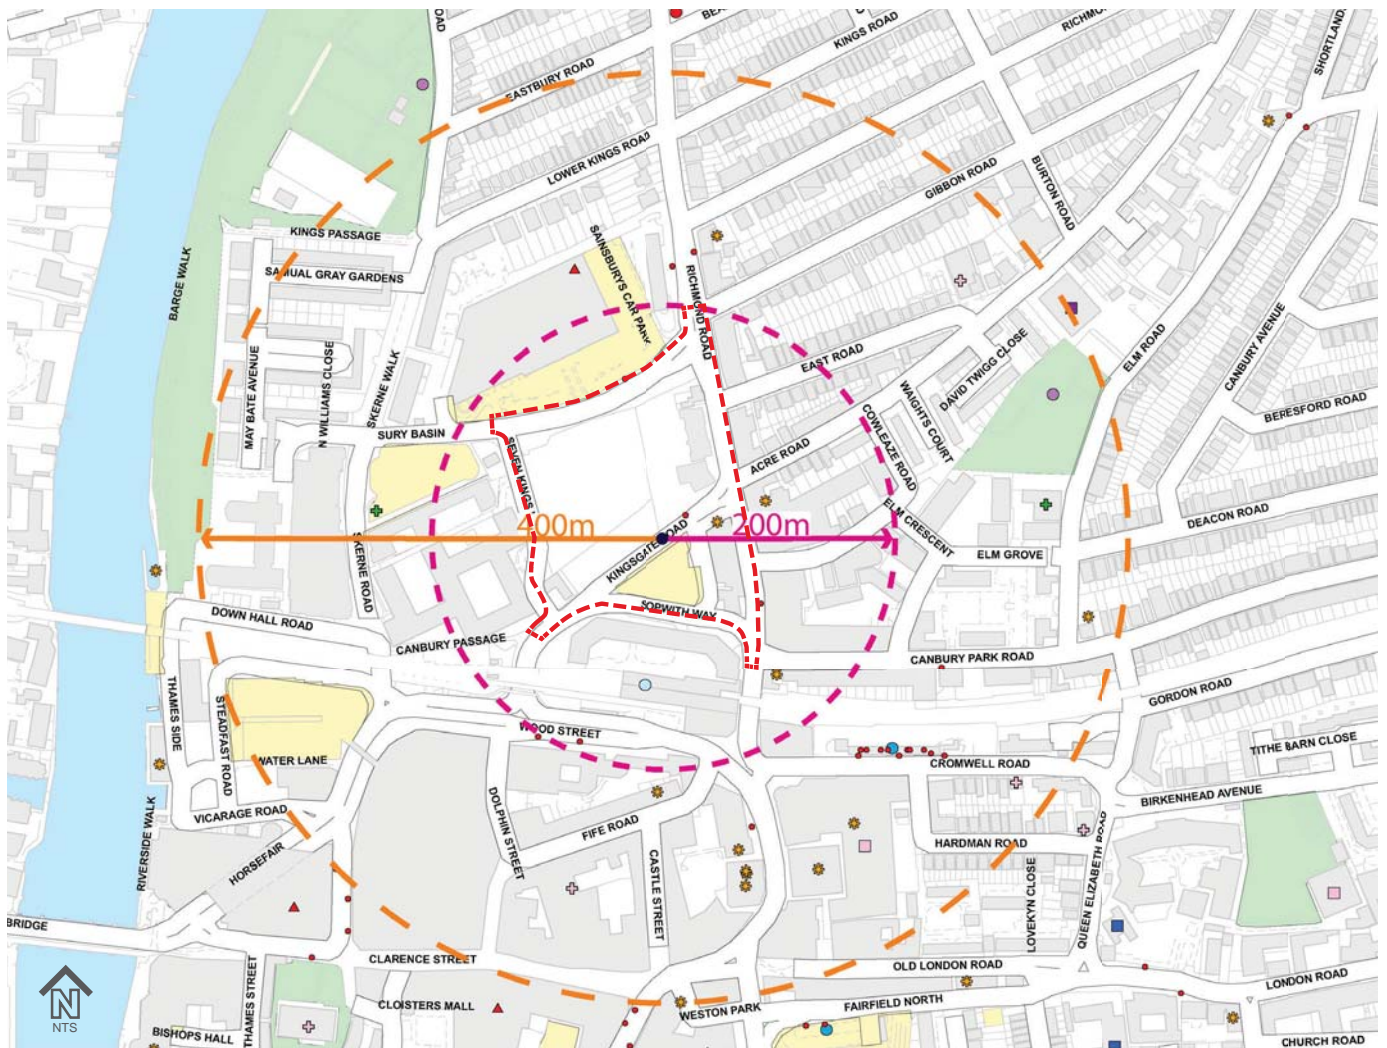 ROAD
BEA
KINGS ROAD
RICHMO
SHORTLAND
EASTBURY ROAD
LOWER KINGS ROAD
GIBBON ROAD
BURTON ROAD
KINGS PASSAGE
SAMUAL GRAY GARDENS
BARGE WALK
SAINSBURYS CAR PARK
RICHMOND ROAD
EAST ROAD
DAVID TWIGG CLOSE
ELM ROAD
CANBURY AVENUE
MAY BATE AVENUE
N WILLIAMS CLOSE
SKERNE WALK
WAIGHTS COURT
BERESFORD ROAD
SURY BASIN
SEVEN KINGS
ACRE ROAD
COWLEAZE ROAD
DEACON ROAD
400m
200m
ELM CRESCENT
KINGSGATE ROAD
ELM GROVE
SKERNE ROAD
DOWN HALL ROAD
SOPWITH WAY
CANBURY PASSAGE
CANBURY PARK ROAD
THAMES SIDE
STEADFAST ROAD
GORDON ROAD
WOOD STREET
TITHE BARN CLOSE
WATER LANE
CROMWELL ROAD
BIRKENHEAD AVENUE
VICARAGE ROAD
DOLPHIN STREET
FIFE ROAD
HARDMAN ROAD
RIVERSIDE WALK
HORSEFAIR
CASTLE STREET
LOVEKYN CLOSE
QUEEN ELIZABETH ROAD
BRIDGE
CLARENCE STREET
OLD LONDON ROAD
LONDON ROAD
THAMES STREET
CLOISTERS MALL
WESTON PARK
FAIRFIELD NORTH
N
NTS
BISHOPS HALL
CHURCH ROAD